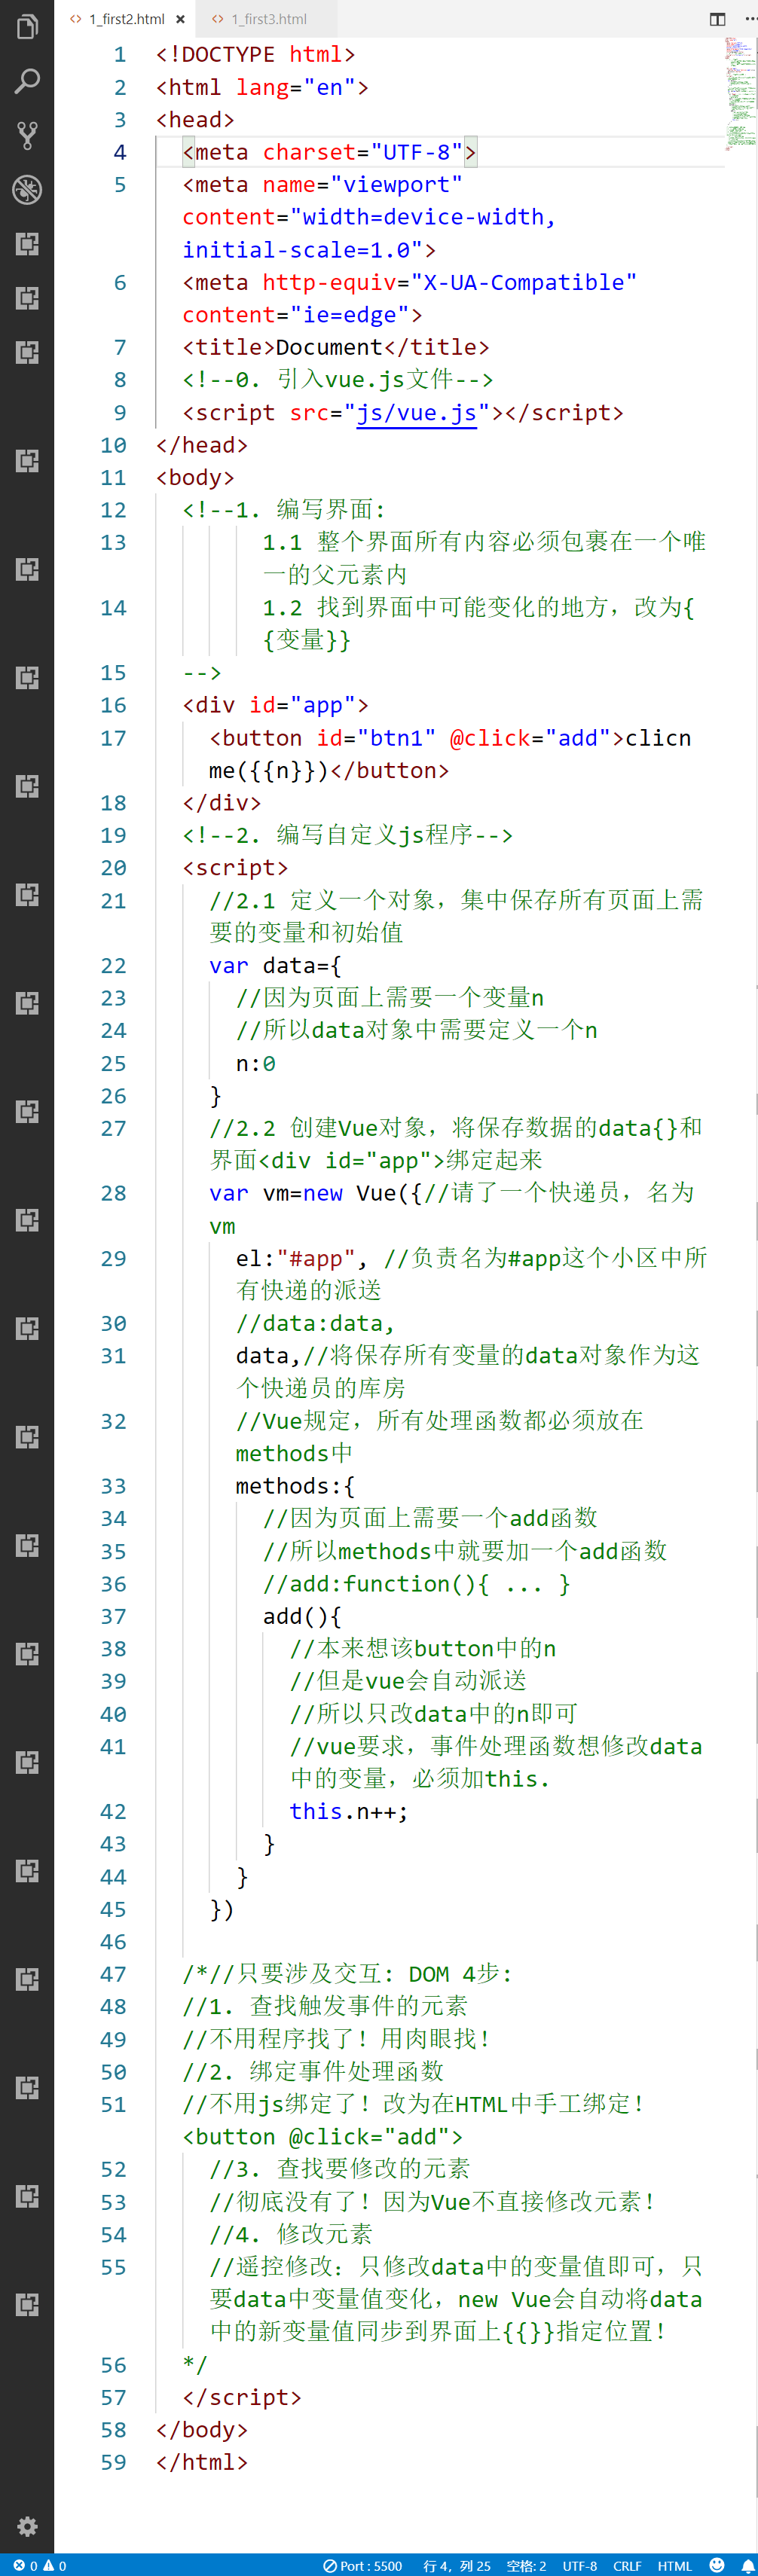 1_first2.html × 1_first3.html
1 <!DOCTYPE html>
2 <html lang="en">
3 <head>
4 <meta charset="UTF-8">
5 <meta name="viewport"
content="width=device-width,
initial-scale=1.0">
6 <meta http-equiv="X-UA-Compatible"
content="ie=edge">
7 <title>Document</title>
8 <!--0. 引入vue.js文件-->
9 <script src="js/vue.js"></script>
10 </head>
11 <body>
12 <!--1. 编写界面:
13 1.1 整个界面所有内容必须包裹在一个唯
一的父元素内
14 1.2 找到界面中可能变化的地方，改为{
{变量}}
15 -->
16 <div id="app">
17 <button id="btn1" @click="add">clicn
me({{n}})</button>
18 </div>
19 <!--2. 编写自定义js程序-->
20 <script>
21 //2.1 定义一个对象，集中保存所有页面上需
要的变量和初始值
22 var data={
23 //因为页面上需要一个变量n
24 //所以data对象中需要定义一个n
25 n:0
26 }
27 //2.2 创建Vue对象，将保存数据的data{}和
界面<div id="app">绑定起来
28 var vm=new Vue({//请了一个快递员，名为
vm
29 el:"#app", //负责名为#app这个小区中所
有快递的派送
30 //data:data,
31 data,//将保存所有变量的data对象作为这
个快递员的库房
32 //Vue规定，所有处理函数都必须放在
methods中
33 methods:{
34 //因为页面上需要一个add函数
35 //所以methods中就要加一个add函数
36 //add:function(){ ... }
37 add(){
38 //本来想该button中的n
39 //但是vue会自动派送
40 //所以只改data中的n即可
41 //vue要求，事件处理函数想修改data
中的变量，必须加this.
42 this.n++;
43 }
44 }
45 })
46
47 /*//只要涉及交互: DOM 4步:
48 //1. 查找触发事件的元素
49 //不用程序找了！用肉眼找！
50 //2. 绑定事件处理函数
51 //不用js绑定了！改为在HTML中手工绑定！
<button @click="add">
52 //3. 查找要修改的元素
53 //彻底没有了！因为Vue不直接修改元素！
54 //4. 修改元素
55 //遥控修改：只修改data中的变量值即可，只
要data中变量值变化，new Vue会自动将data
中的新变量值同步到界面上{{}}指定位置！
56 */
57 </script>
58 </body>
59 </html>
0 0 Port : 5500 行 4，列 25 空格: 2 UTF-8 CRLF HTML